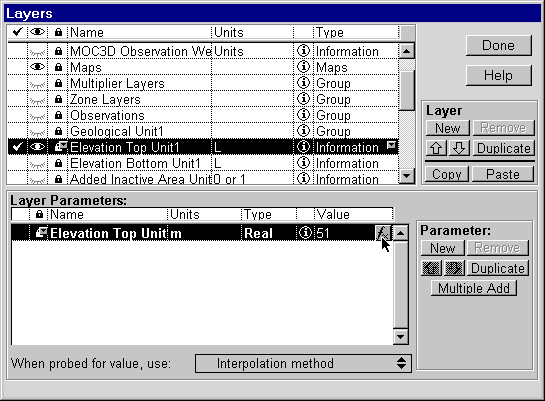 Layers
Name Units Type
MOC3D Observation We Units Information
Maps Maps
Multiplier Layers Group
Zone Layers Group
Observations Group
Geological Unit1 Group
Elevation Top Unit1 L Information
Elevation Bottom Unit1 L Information
Added Inactive Area Unit 0 or 1 Information
Done
Help
Layer
New Remove
Duplicate
Copy Paste
Layer Parameters:
Name Units Type Value
Elevation Top Unit m Real 51 fx
Parameter:
New Remove
Duplicate
Multiple Add
When probed for value, use: Interpolation method